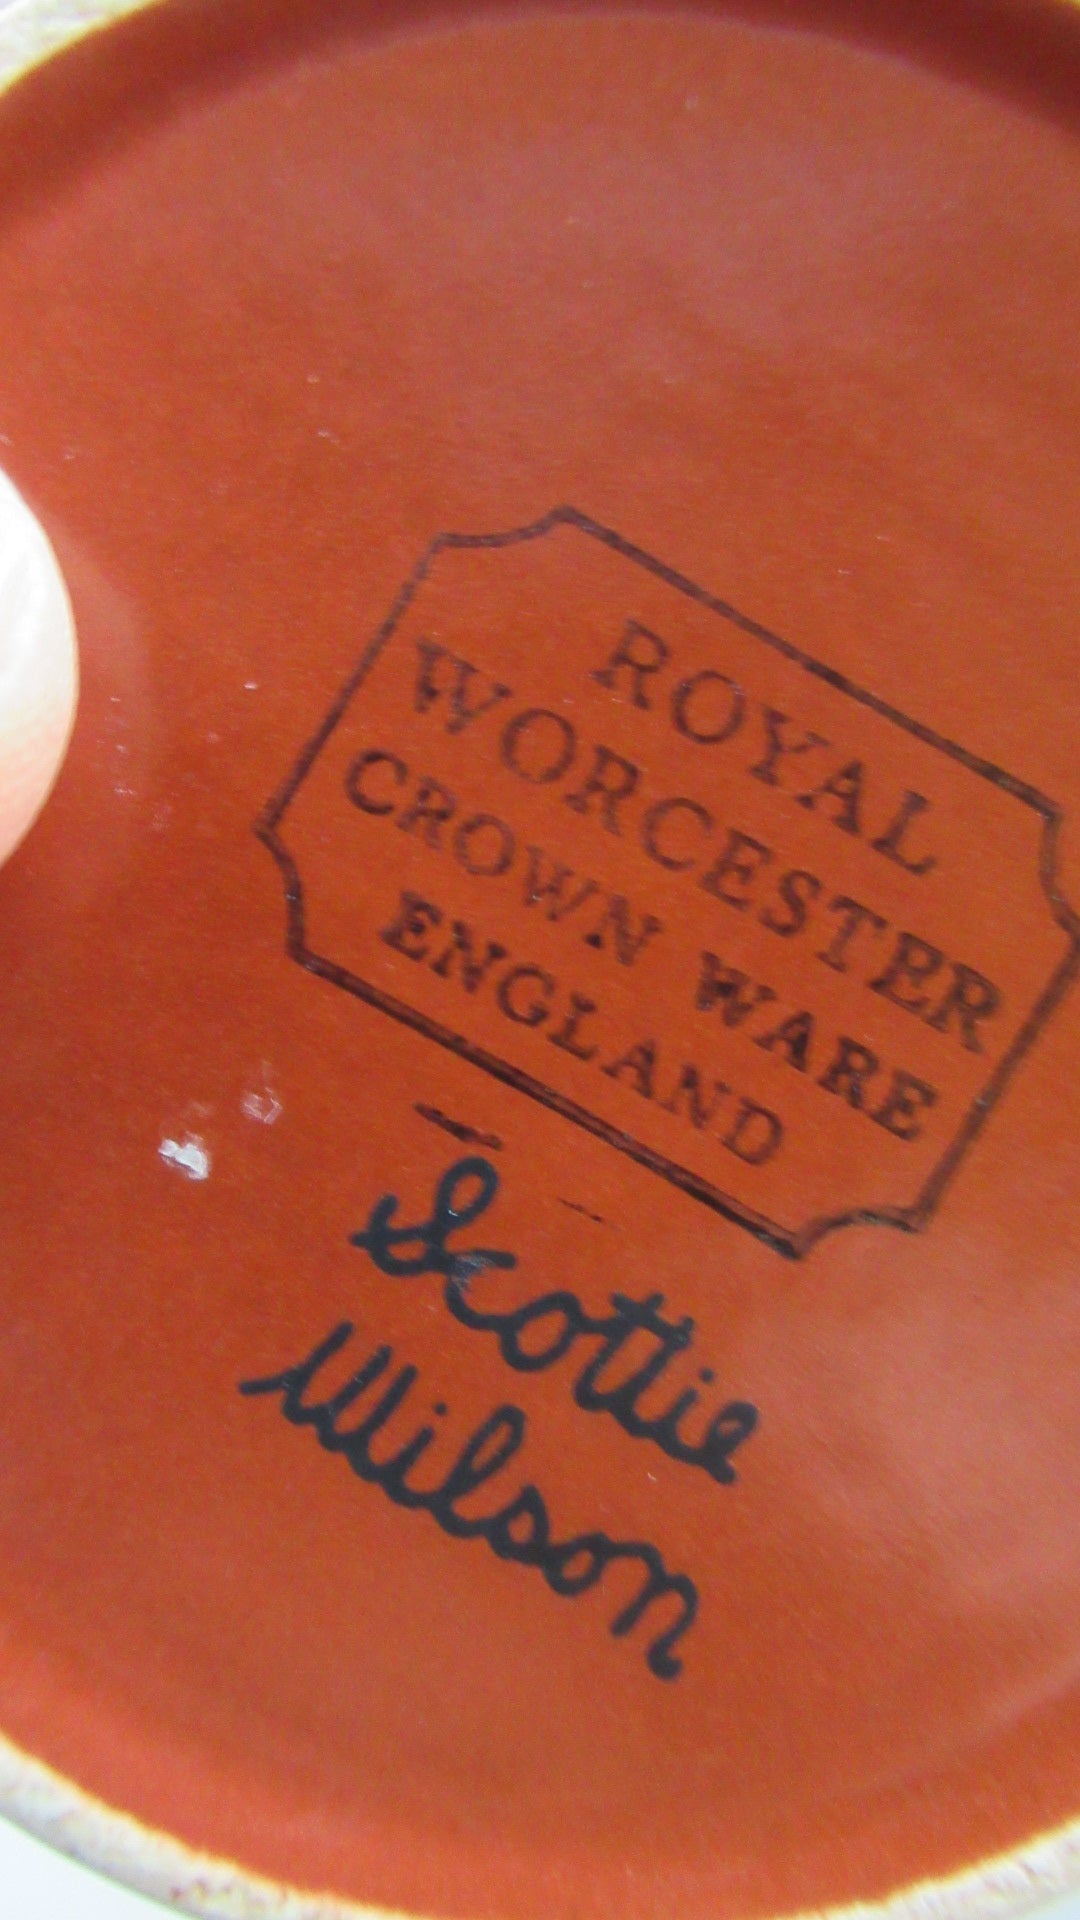 ROYAL
WORCESTER
CROWN WARE
ENGLAND
Scottie
Wilson